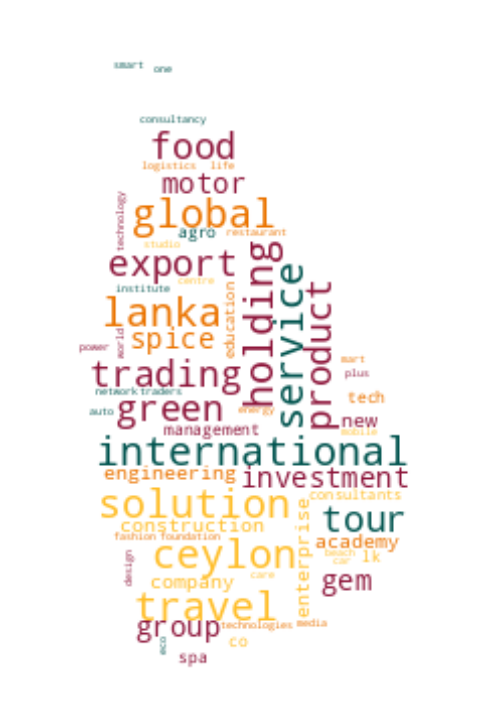 smart
one
consultancy
food
logistics life
motor
technology
global
agro restaurant
studio
holding
export
service
centre
product
institute
education
lanka
spice
world
power
mart
trading
plus
network traders
tech
auto green energy
new
management
mobile
international
engineering investment
consultants
solution
enterprise
tour
construction
fashion foundation
academy
ceylon
beach
lk
car
design
care
company
gem
travel
group
technologies media
eco
co
spa